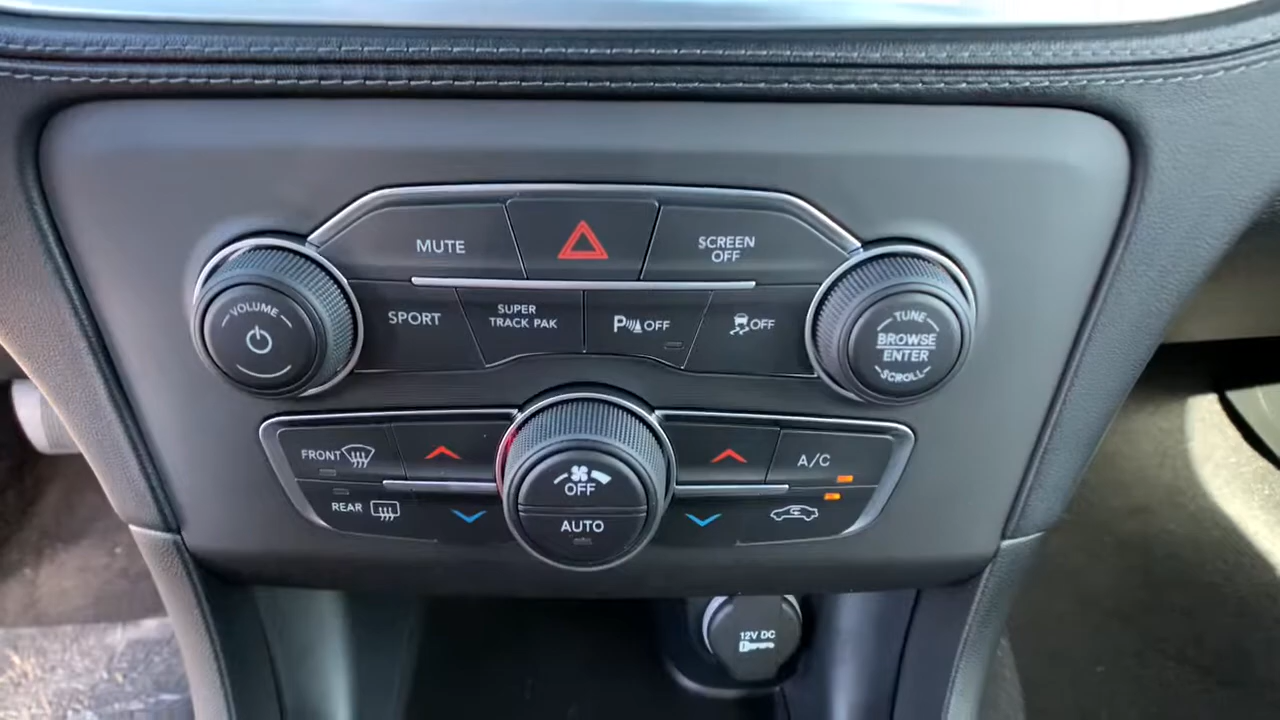 MUTE
SCREEN
OFF
VOLUME
SPORT
SUPER
TRACK PAK
P OFF
OFF
TUNE
BROWSE
ENTER
SCROLL
FRONT
A/C
OFF
REAR
AUTO
12V DC